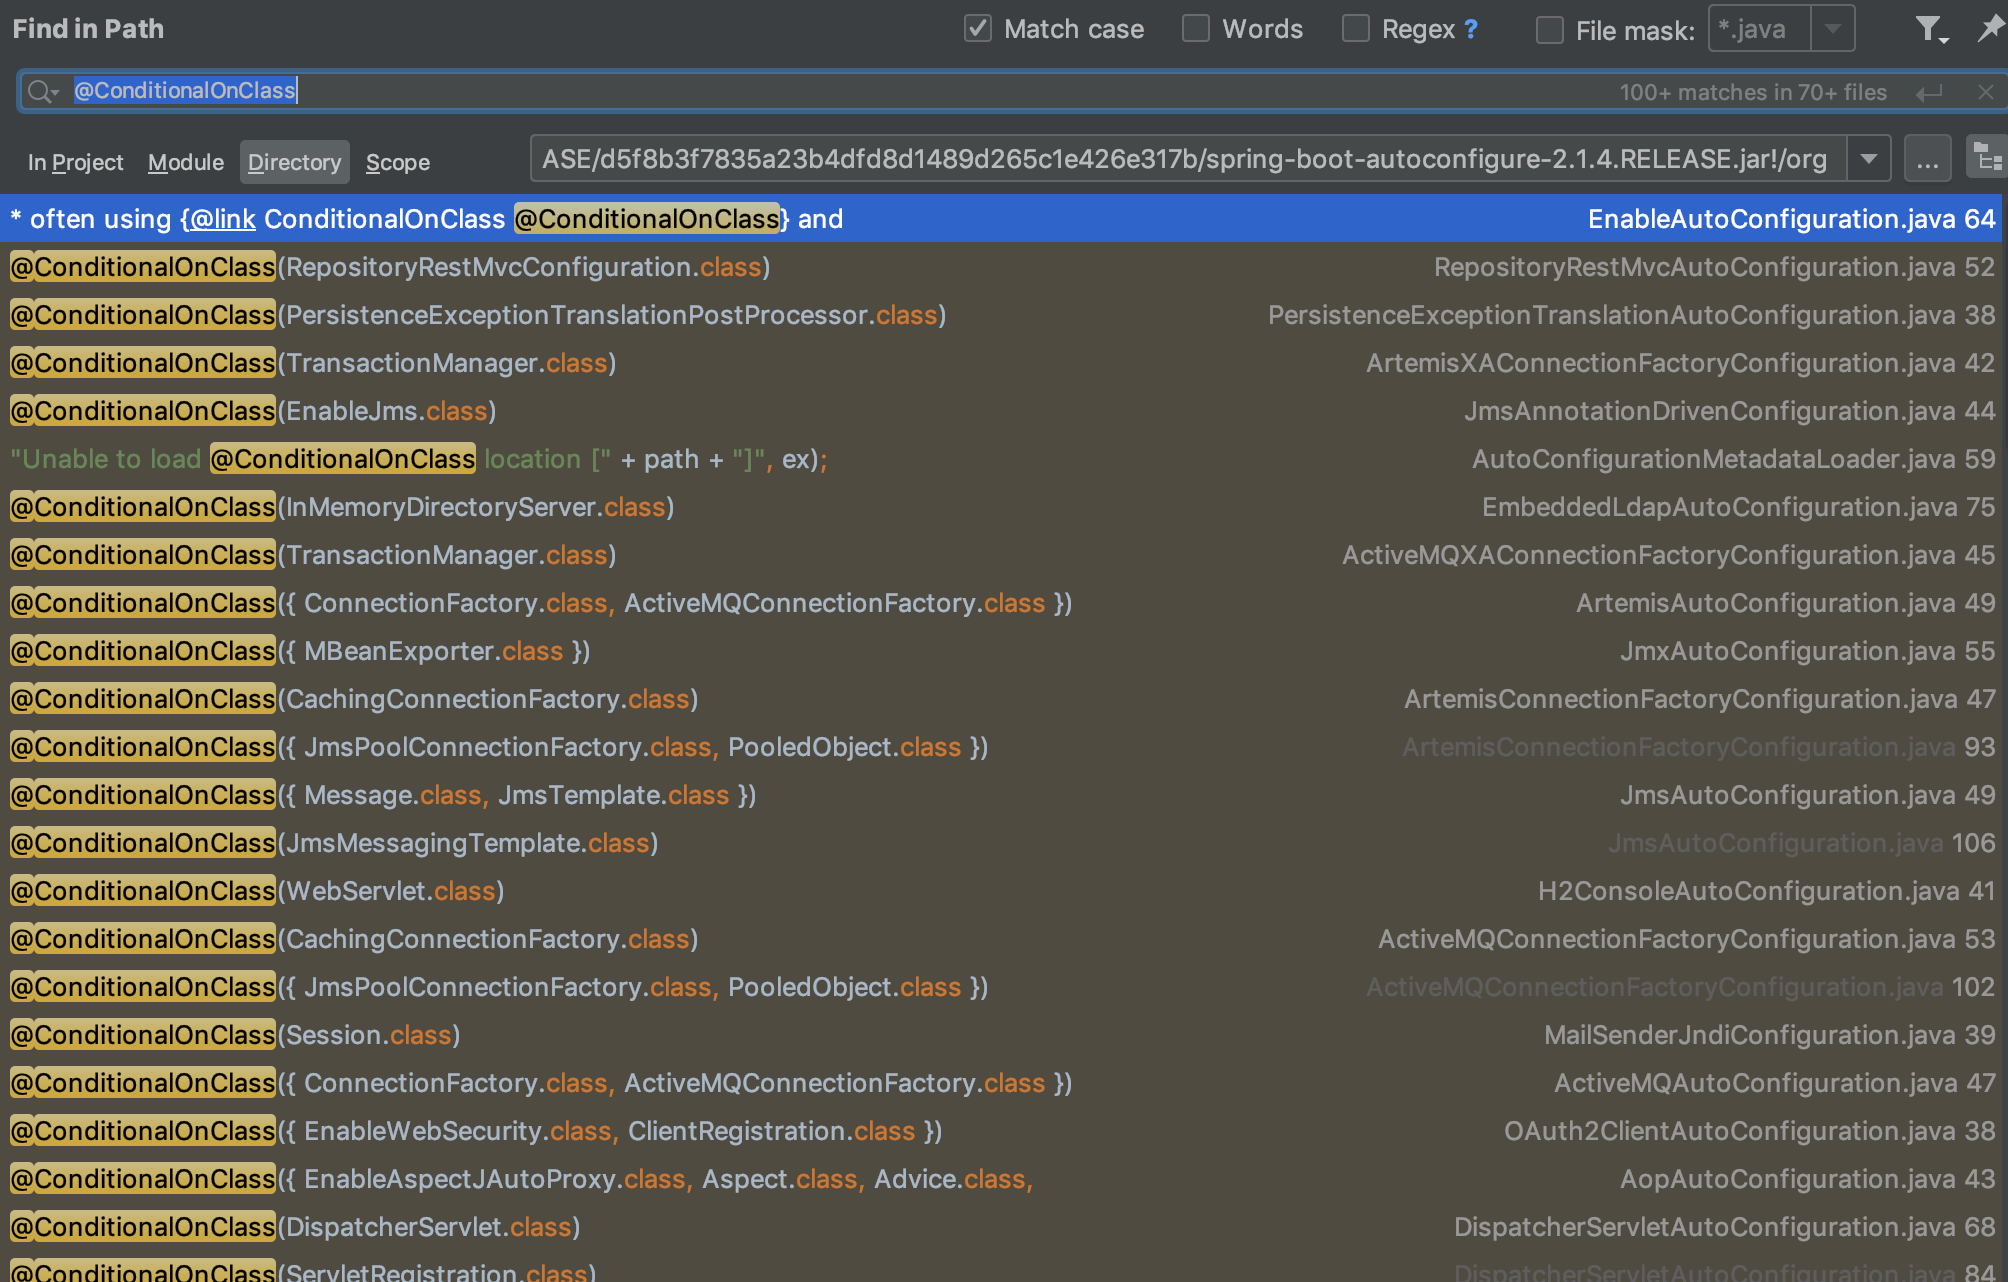 Find in Path Match case Words Regex ? File mask: *.java
@ConditionalOnClass 100+ matches in 70+ files
In Project Module Directory Scope ASE/d5f8b3f7835a23b4dfd8d1489d265c1e426e317b/spring-boot-autoconfigure-2.1.4.RELEASE.jar!/org ...
* often using {@link ConditionalOnClass @ConditionalOnClass} and EnableAutoConfiguration.java 64
@ConditionalOnClass(RepositoryRestMvcConfiguration.class) RepositoryRestMvcAutoConfiguration.java 52
@ConditionalOnClass(PersistenceExceptionTranslationPostProcessor.class) PersistenceExceptionTranslationAutoConfiguration.java 38
@ConditionalOnClass(TransactionManager.class) ArtemisXAConnectionFactoryConfiguration.java 42
@ConditionalOnClass(EnableJms.class) JmsAnnotationDrivenConfiguration.java 44
"Unable to load @ConditionalOnClass location [" + path + "]", ex); AutoConfigurationMetadataLoader.java 59
@ConditionalOnClass(InMemoryDirectoryServer.class) EmbeddedLdapAutoConfiguration.java 75
@ConditionalOnClass(TransactionManager.class) ActiveMQXAConnectionFactoryConfiguration.java 45
@ConditionalOnClass({ ConnectionFactory.class, ActiveMQConnectionFactory.class }) ArtemisAutoConfiguration.java 49
@ConditionalOnClass({ MBeanExporter.class }) JmxAutoConfiguration.java 55
@ConditionalOnClass(CachingConnectionFactory.class) ArtemisConnectionFactoryConfiguration.java 47
@ConditionalOnClass({ JmsPoolConnectionFactory.class, PooledObject.class }) ArtemisConnectionFactoryConfiguration.java 93
@ConditionalOnClass({ Message.class, JmsTemplate.class }) JmsAutoConfiguration.java 49
@ConditionalOnClass(JmsMessagingTemplate.class) JmsAutoConfiguration.java 106
@ConditionalOnClass(WebServlet.class) H2ConsoleAutoConfiguration.java 41
@ConditionalOnClass(CachingConnectionFactory.class) ActiveMQConnectionFactoryConfiguration.java 53
@ConditionalOnClass({ JmsPoolConnectionFactory.class, PooledObject.class }) ActiveMQConnectionFactoryConfiguration.java 102
@ConditionalOnClass(Session.class) MailSenderJndiConfiguration.java 39
@ConditionalOnClass({ ConnectionFactory.class, ActiveMQConnectionFactory.class }) ActiveMQAutoConfiguration.java 47
@ConditionalOnClass({ EnableWebSecurity.class, ClientRegistration.class }) OAuth2ClientAutoConfiguration.java 38
@ConditionalOnClass({ EnableAspectJAutoProxy.class, Aspect.class, Advice.class, AopAutoConfiguration.java 43
@ConditionalOnClass(DispatcherServlet.class) DispatcherServletAutoConfiguration.java 68
@ConditionalOnClass(ServletRegistration.class) DispatcherServletAutoConfiguration.java 84